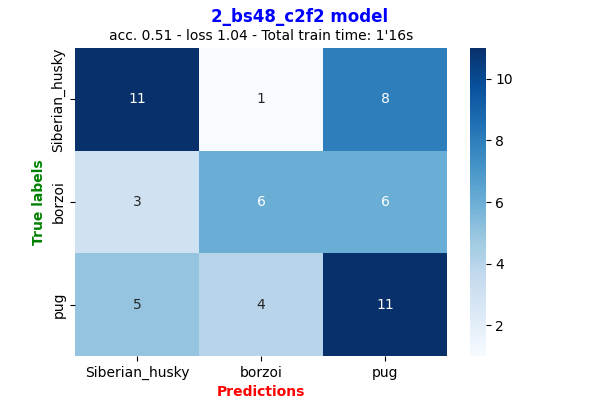 2_bs48_c2f2 model
acc. 0.51 - loss 1.04 - Total train time: 1'16s
True labels
Siberian_husky
11 1 8
borzoi
3 6 6
pug
5 4 11
Siberian_husky borzoi pug
Predictions
10
8
6
4
2